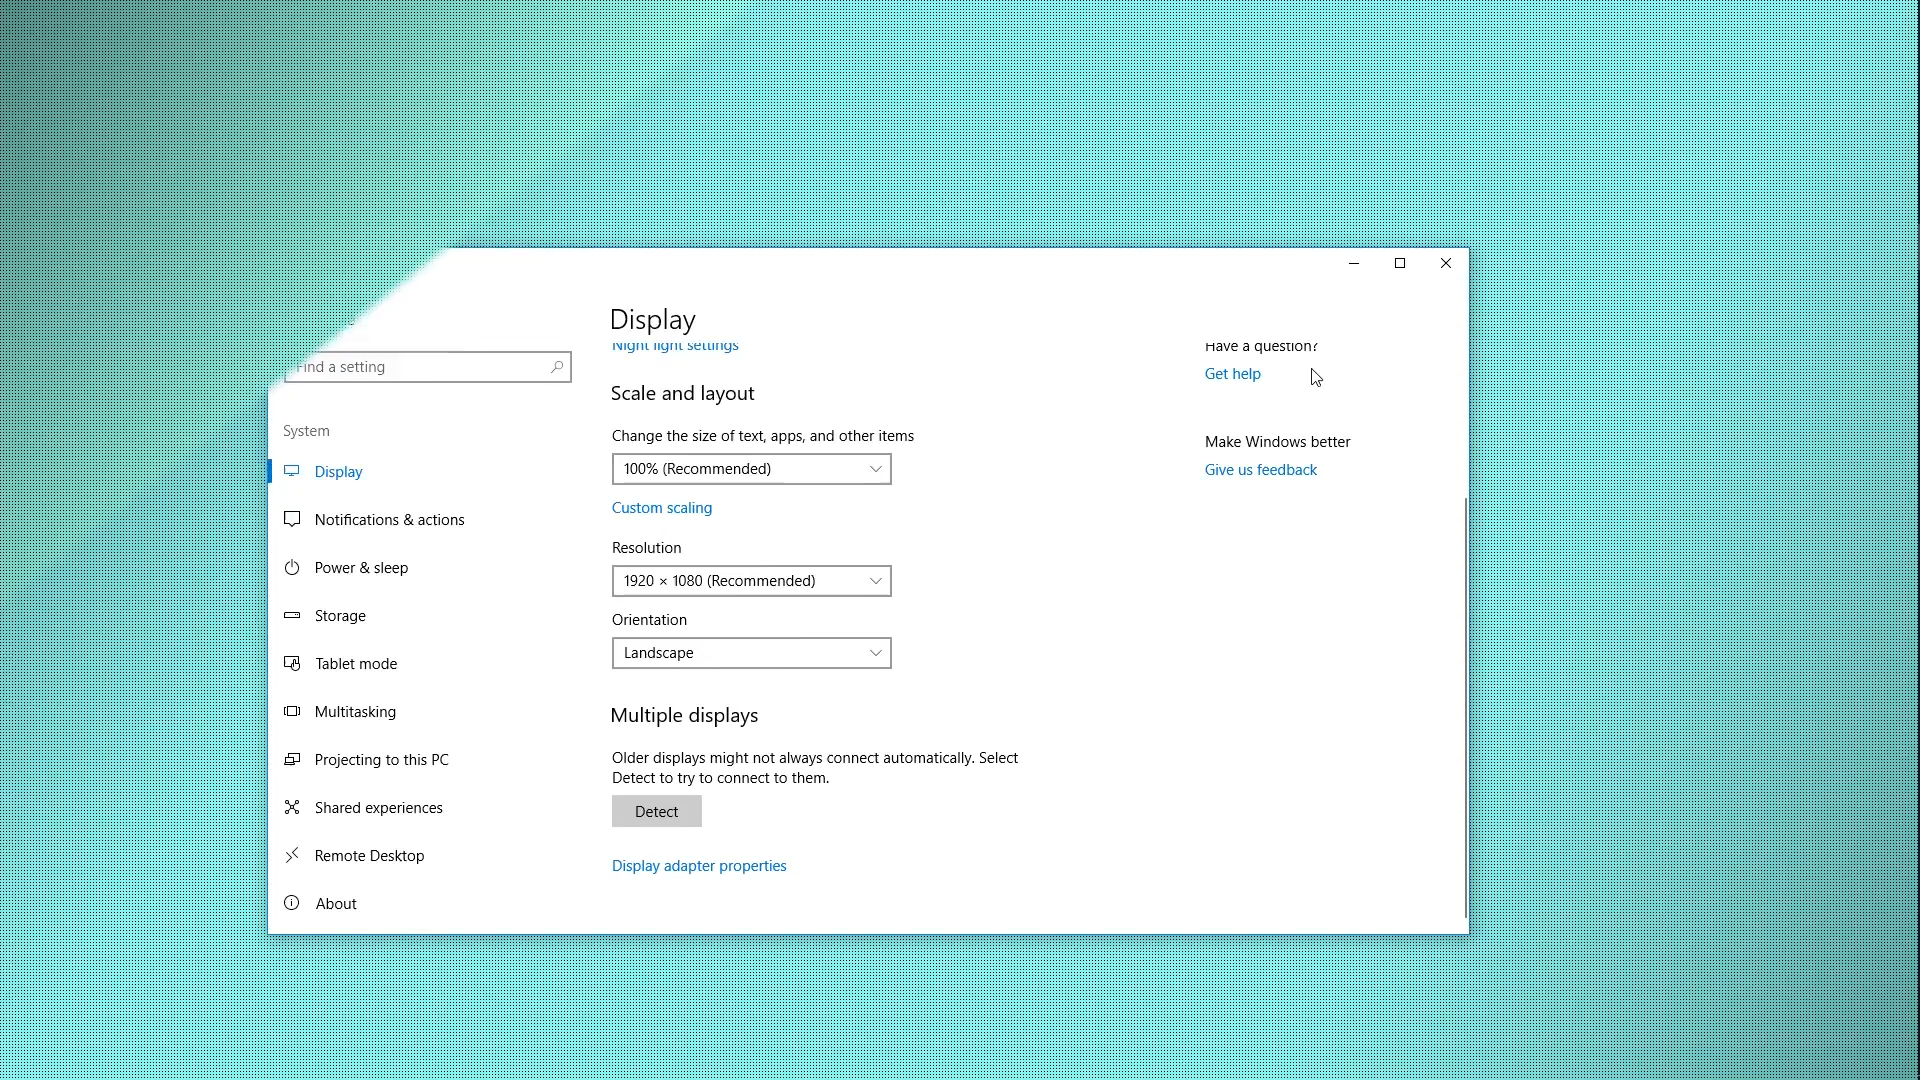 Display
Night light settings
Have a question?
Find a setting
Get help
Scale and layout
System
Change the size of text, apps, and other items
Make Windows better
100% (Recommended)
Give us feedback
Display
Custom scaling
Notifications & actions
Resolution
Power & sleep
1920 × 1080 (Recommended)
Storage
Orientation
Tablet mode
Landscape
Multitasking
Multiple displays
Projecting to this PC
Older displays might not always connect automatically. Select
Detect to try to connect to them.
Shared experiences
Detect
Remote Desktop
Display adapter properties
About